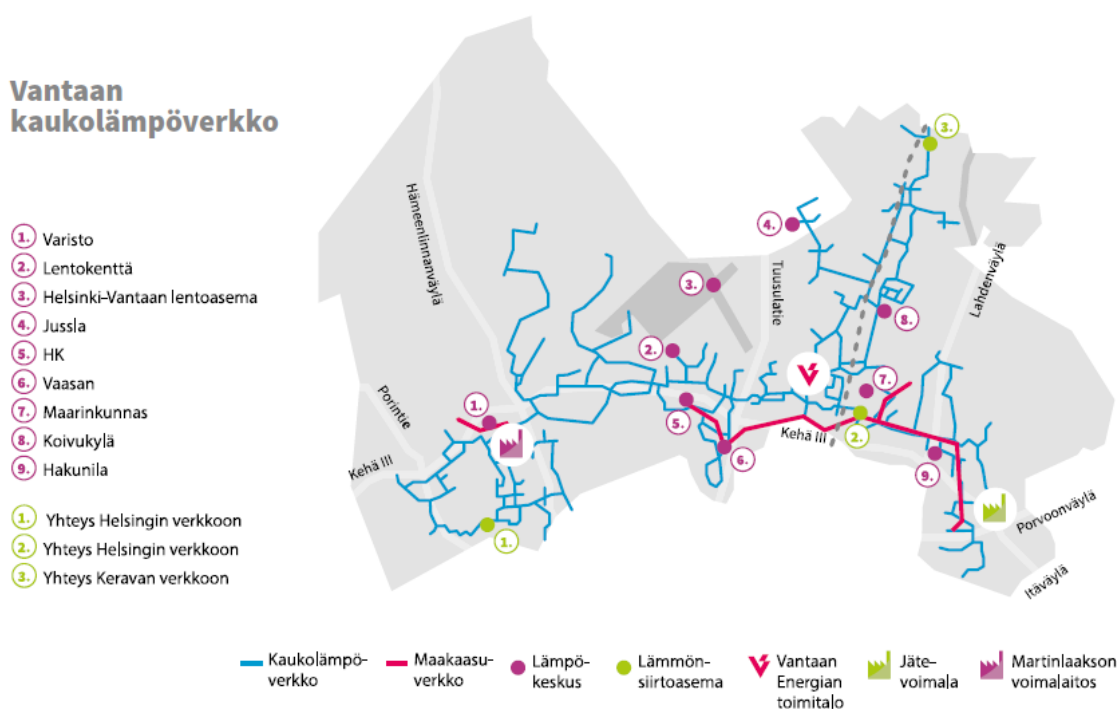 Vantaan
kaukolämpöverkko
1. Varisto
2. Lentokenttä
3. Helsinki-Vantaan lentoasema
4. Jussla
5. HK
6. Vaasan
7. Maarinkunnas
8. Koivukylä
9. Hakunila
1. Yhteys Helsingin verkkoon
2. Yhteys Helsingin verkkoon
3. Yhteys Keravan verkkoon
Hämeenlinnanväylä
Tuusulatie
Lahdenväylä
Porintie
Kehä III
Kehä III
Porvoonväylä
Itäväylä
3.
4.
3.
8.
2.
7.
1.
5.
2.
6.
9.
1.
Kaukolämpö-
verkko
Maakaasu-
verkko
Lämpö-
keskus
Lämmön-
siirtoasema
Vantaan
Energian
toimitalo
Jäte-
voimala
Martinlaakson
voimalaitos